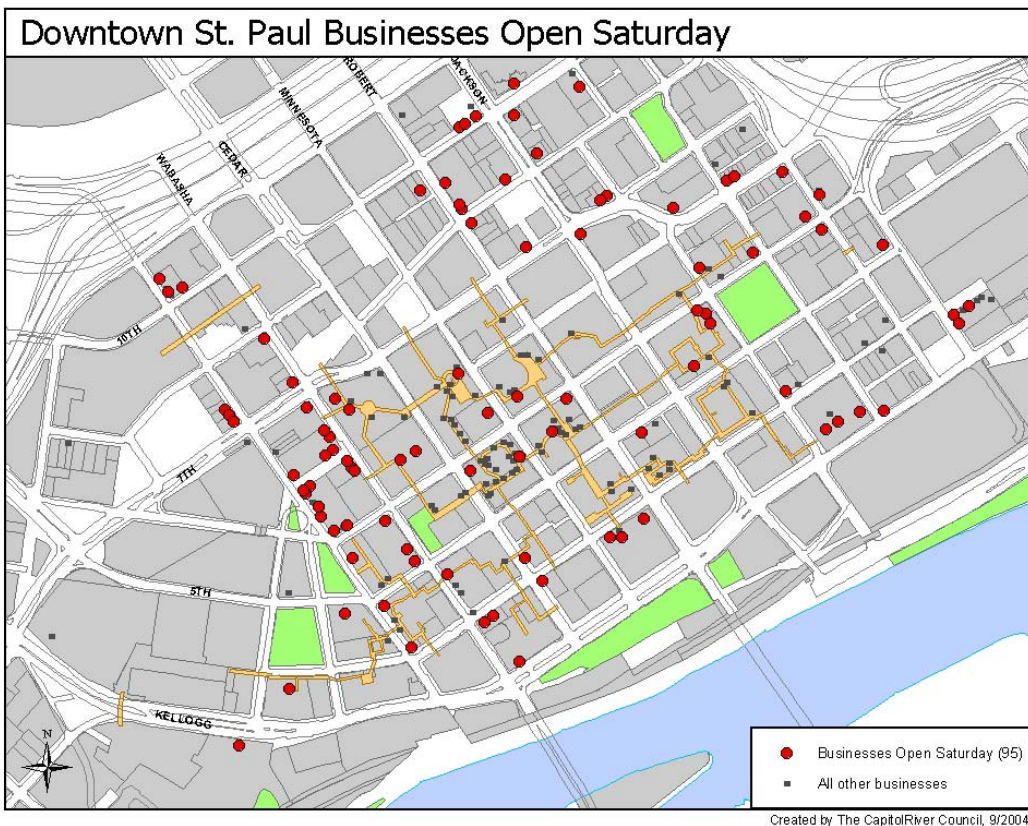 Downtown St. Paul Businesses Open Saturday
ROBERT
JACKSON
MINNESOTA
CEDAR
WABASHA
10TH
7TH
5TH
KELLOGG
N
Businesses Open Saturday (95)
All other businesses
Created by The CapitolRiver Council, 9/2004